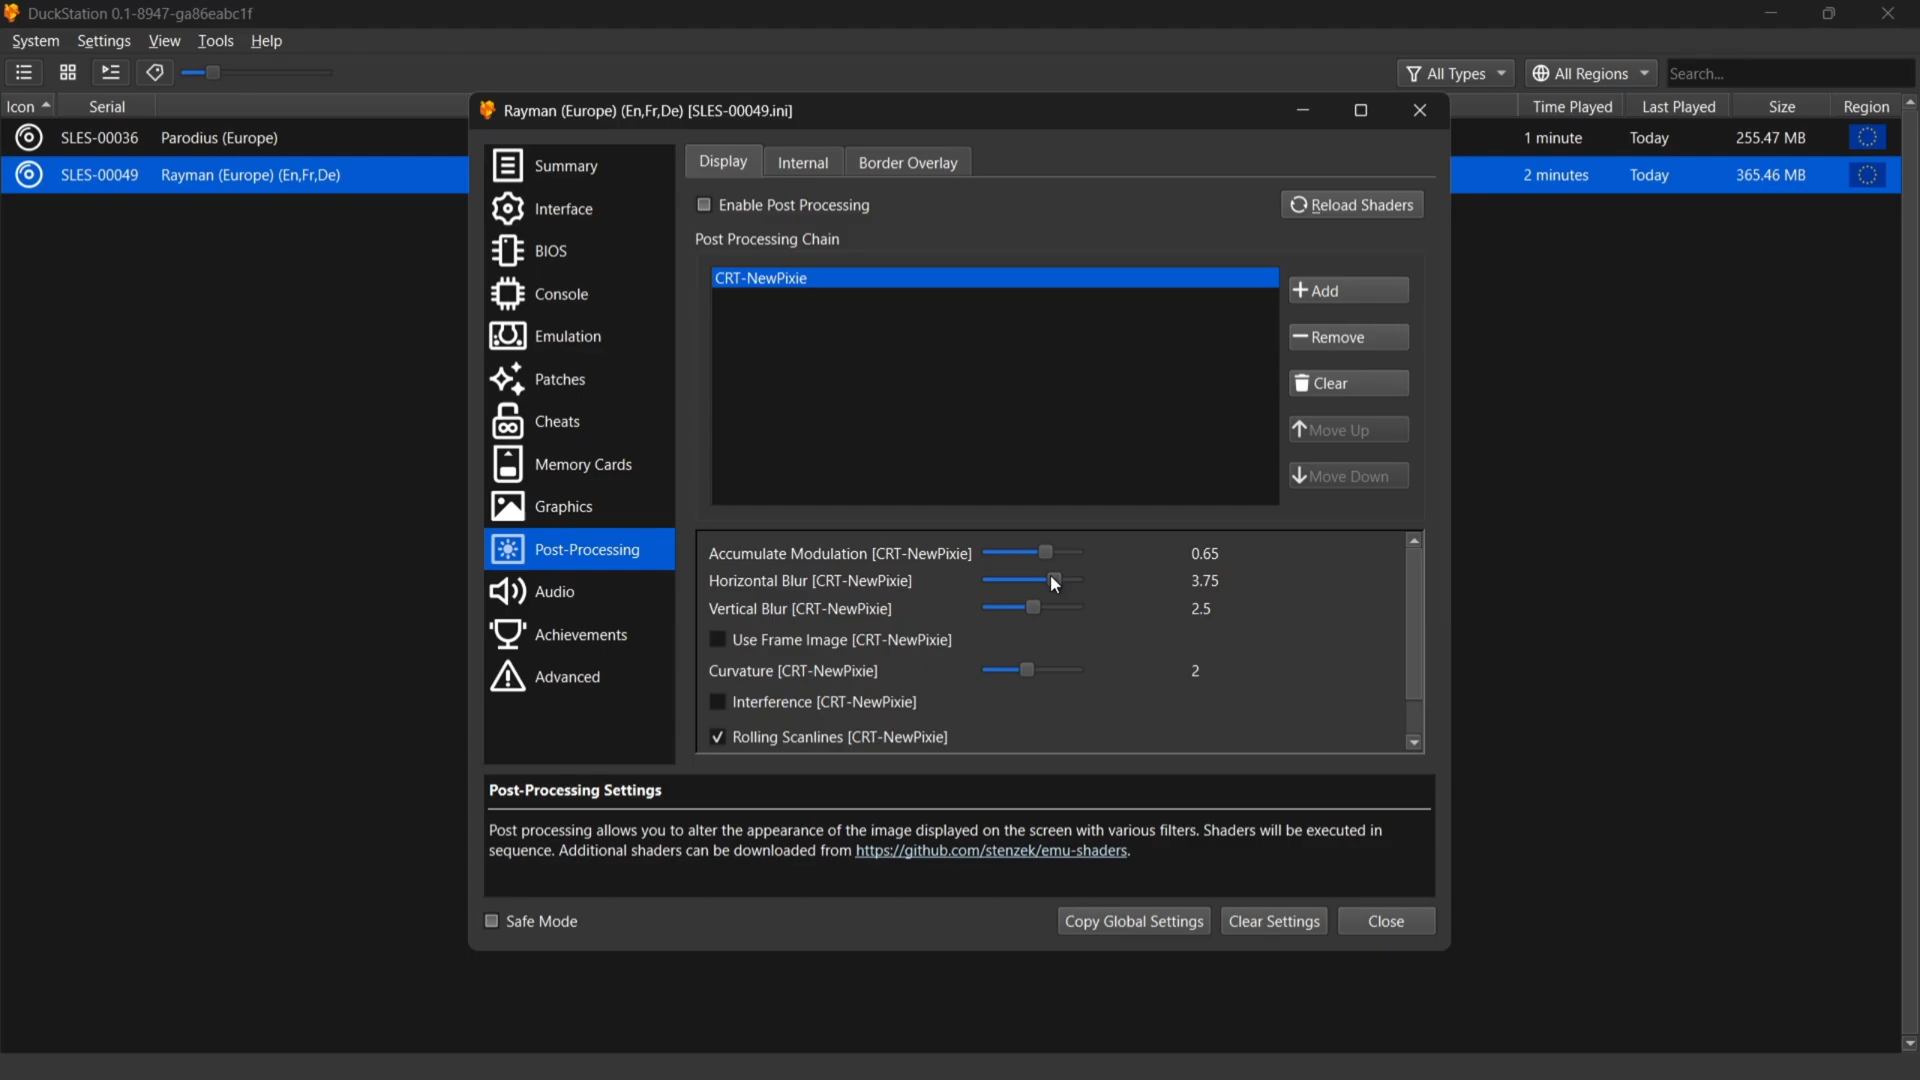 DuckStation 0.1-8947-ga86eabc1f
System Settings View Tools Help
All Types All Regions Search...
Icon Serial Time Played Last Played Size Region
SLES-00036 Parodius (Europe) 1 minute Today 255.47 MB
SLES-00049 Rayman (Europe) (En,Fr,De) 2 minutes Today 365.46 MB
Rayman (Europe) (En,Fr,De) [SLES-00049.ini]
Summary
Interface
BIOS
Console
Emulation
Patches
Cheats
Memory Cards
Graphics
Post-Processing
Audio
Achievements
Advanced
Display Internal Border Overlay
Enable Post Processing Reload Shaders
Post Processing Chain
CRT-NewPixie
Add
Remove
Clear
Move Up
Move Down
Accumulate Modulation [CRT-NewPixie] 0.65
Horizontal Blur [CRT-NewPixie] 3.75
Vertical Blur [CRT-NewPixie] 2.5
Use Frame Image [CRT-NewPixie]
Curvature [CRT-NewPixie] 2
Interference [CRT-NewPixie]
Rolling Scanlines [CRT-NewPixie]
Post-Processing Settings
Post processing allows you to alter the appearance of the image displayed on the screen with various filters. Shaders will be executed in
sequence. Additional shaders can be downloaded from https://github.com/stenzek/emu-shaders.
Safe Mode Copy Global Settings Clear Settings Close